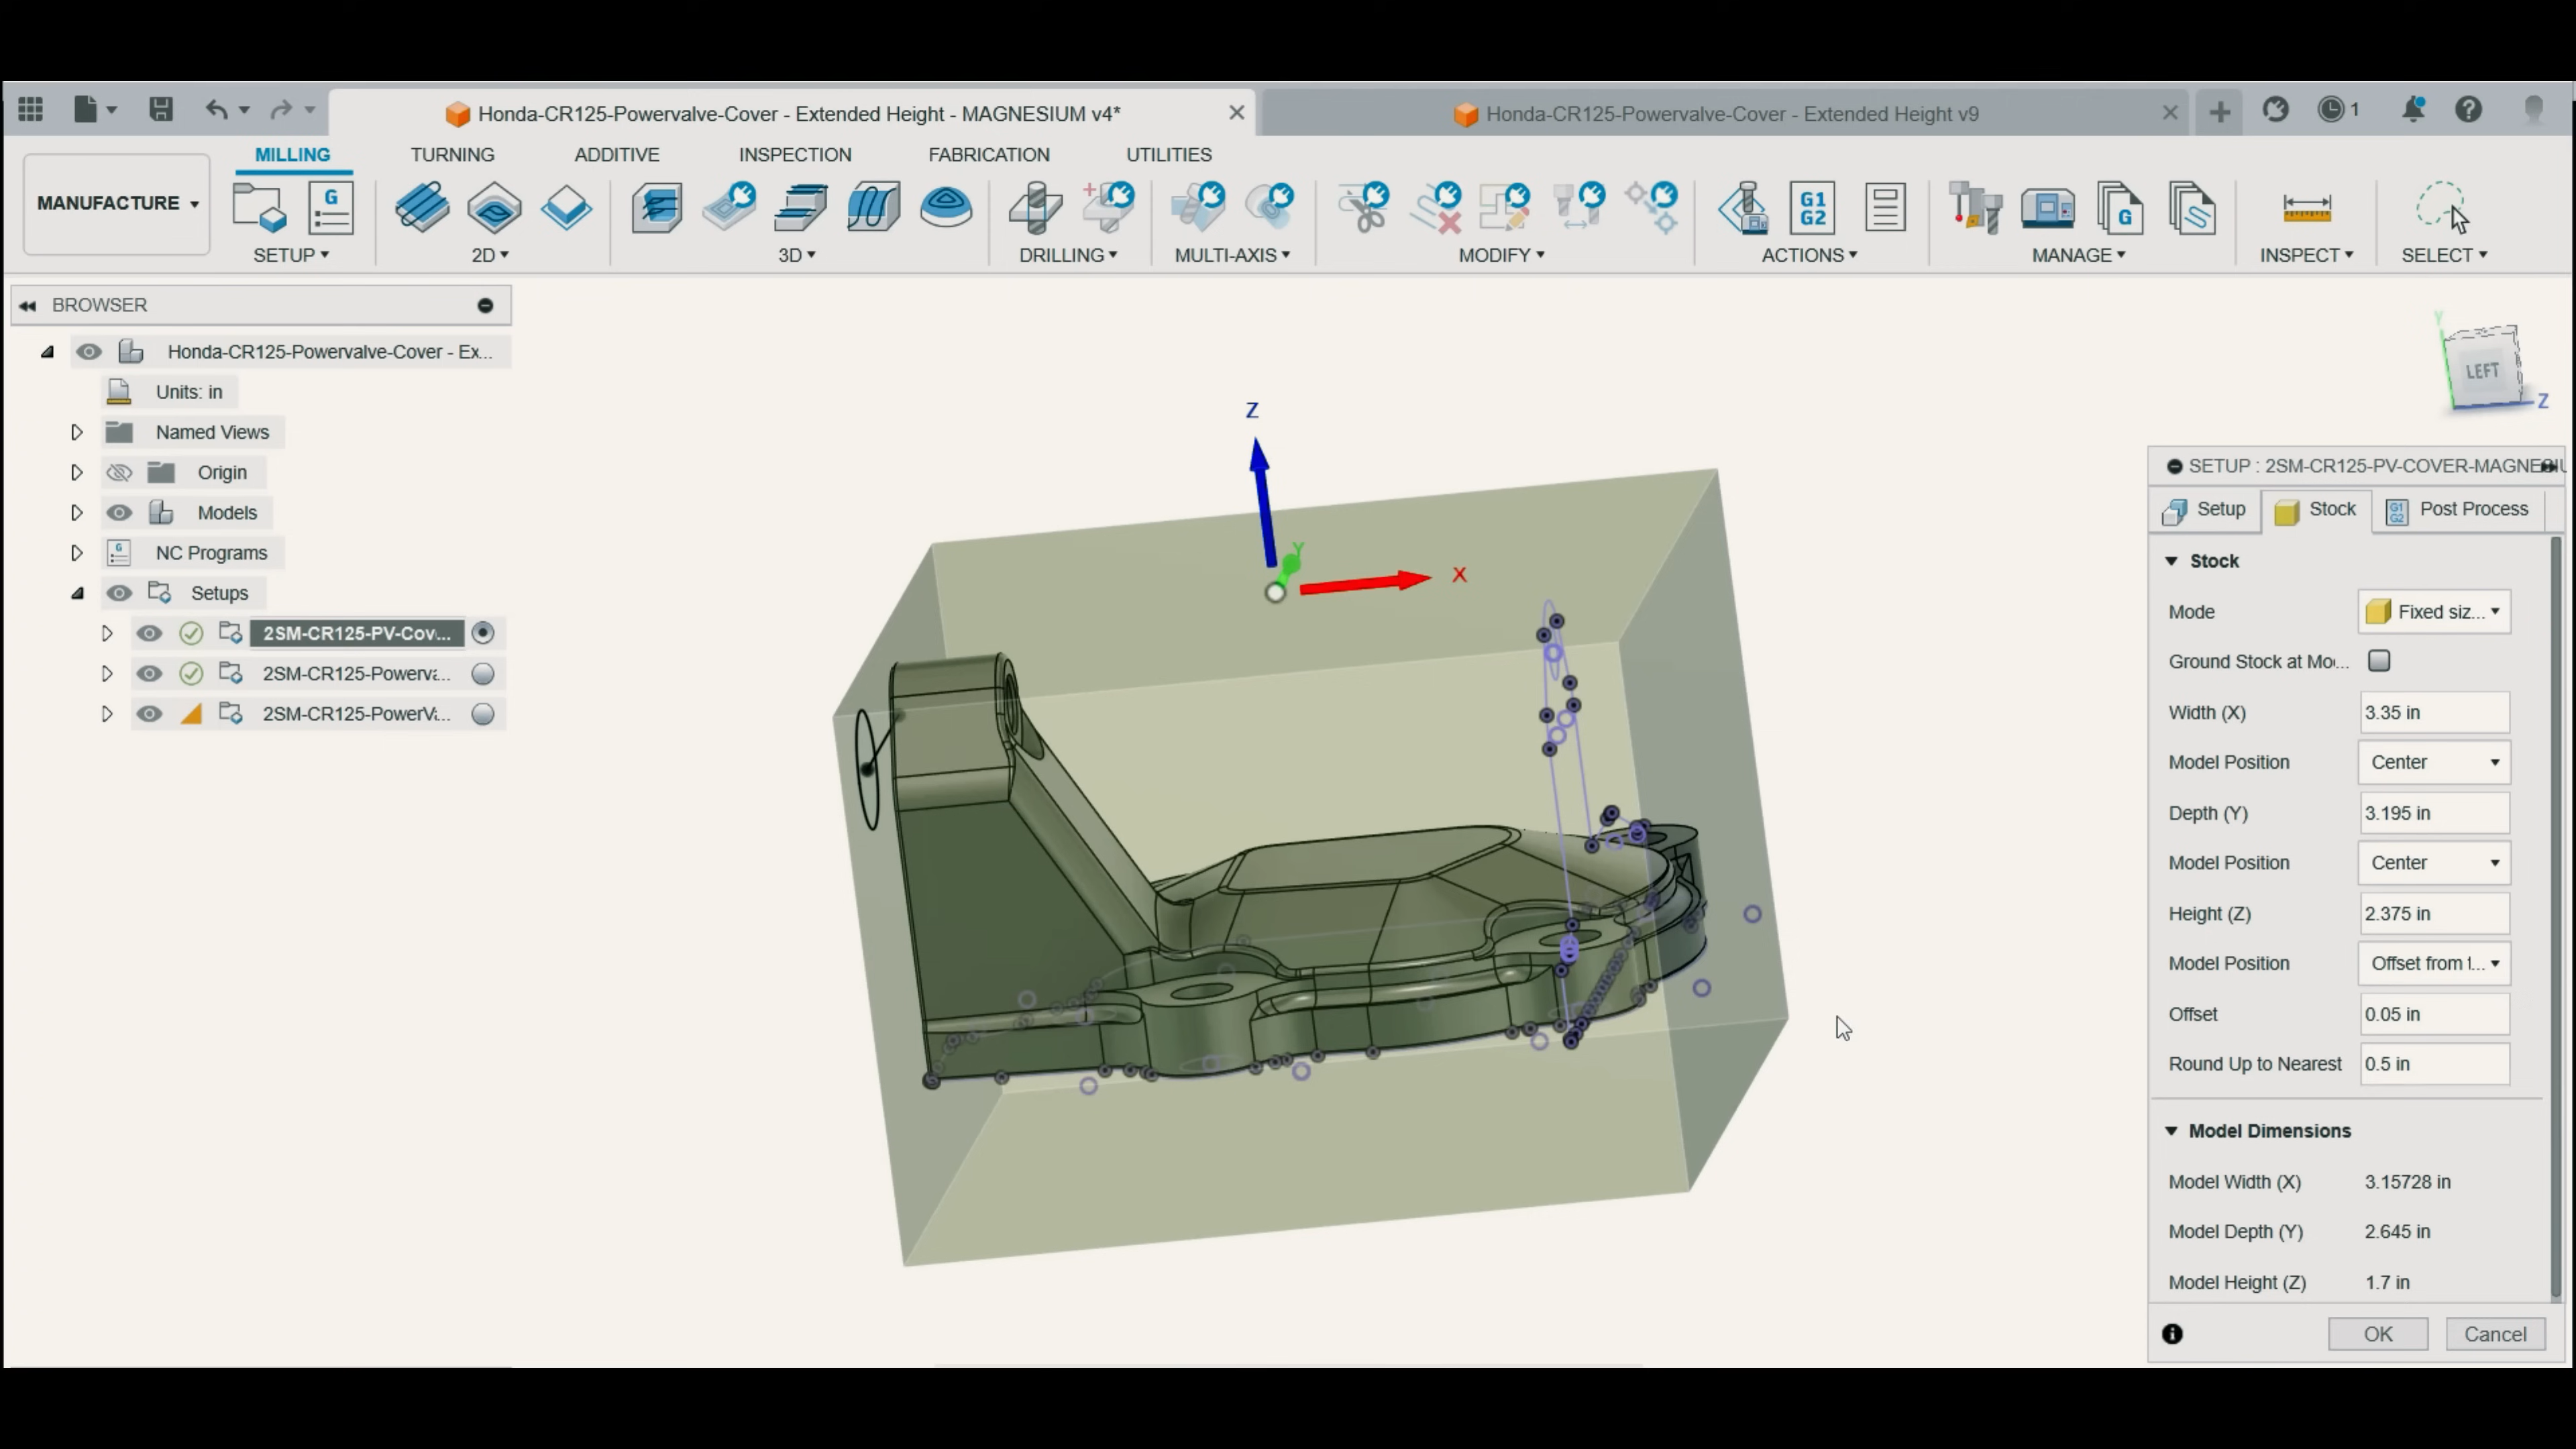 Honda-CR125-Powervalve-Cover - Extended Height - MAGNESIUM v4*
Honda-CR125-Powervalve-Cover - Extended Height v9
1
MANUFACTURE
MILLING
TURNING
ADDITIVE
INSPECTION
FABRICATION
UTILITIES
G
G1
G2
G
SETUP
2D
3D
DRILLING
MULTI-AXIS
MODIFY
ACTIONS
MANAGE
INSPECT
SELECT
BROWSER
Honda-CR125-Powervalve-Cover - Ex...
Units: in
Named Views
Origin
Models
NC Programs
Setups
2SM-CR125-PV-Cov...
2SM-CR125-Powerva...
2SM-CR125-PowerV...
Z
Y
X
Y
LEFT
Z
SETUP : 2SM-CR125-PV-COVER-MAGNESIU
Setup
Stock
G1
G2
Post Process
Stock
Mode
Fixed siz...
Ground Stock at Mo...
Width (X)
3.35 in
Model Position
Center
Depth (Y)
3.195 in
Model Position
Center
Height (Z)
2.375 in
Model Position
Offset from t...
Offset
0.05 in
Round Up to Nearest
0.5 in
Model Dimensions
Model Width (X)
3.15728 in
Model Depth (Y)
2.645 in
Model Height (Z)
1.7 in
OK
Cancel